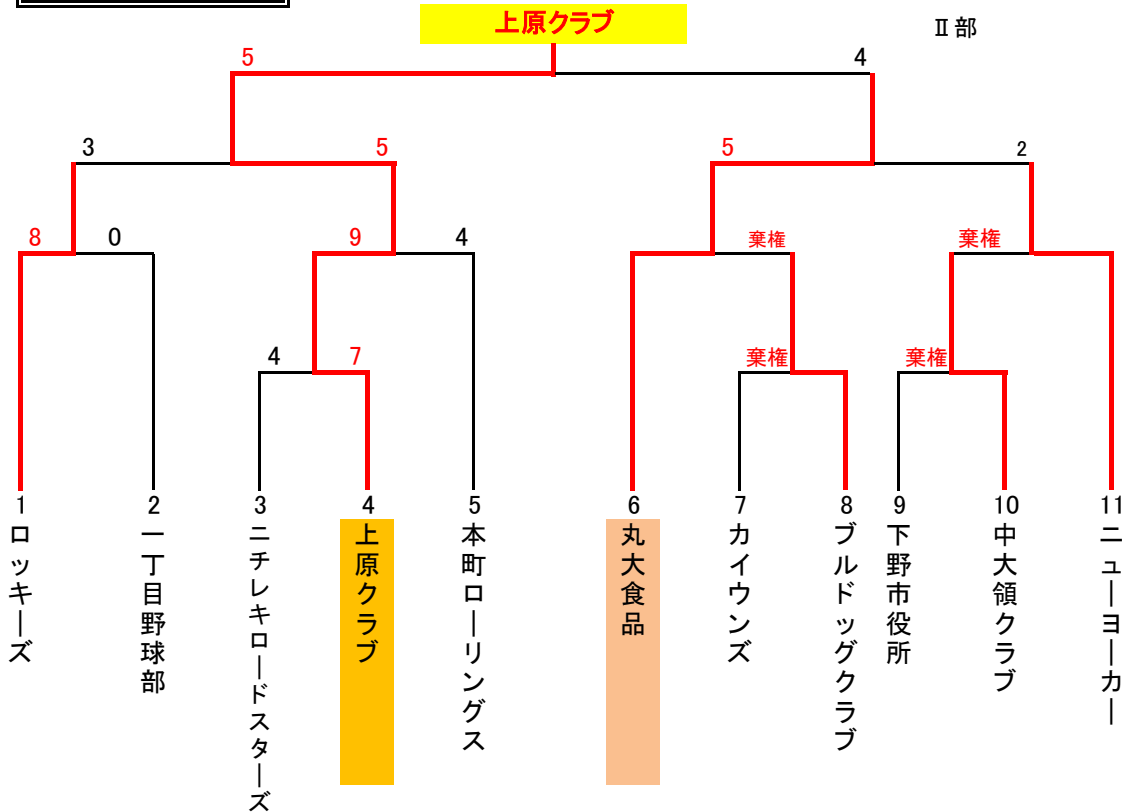 上原クラブ
Ⅱ部
5
4
3
5
5
2
8
0
9
4
棄権
棄権
4
7
棄権
棄権
1
2
3
4
5
6
7
8
9
10
11
ロッキーズ
一丁目野球部
ニチレキロードスターズ
上原クラブ
本町ローリングス
丸大食品
カイウンズ
ブルドッグクラブ
下野市役所
中大領クラブ
ニューヨーカー